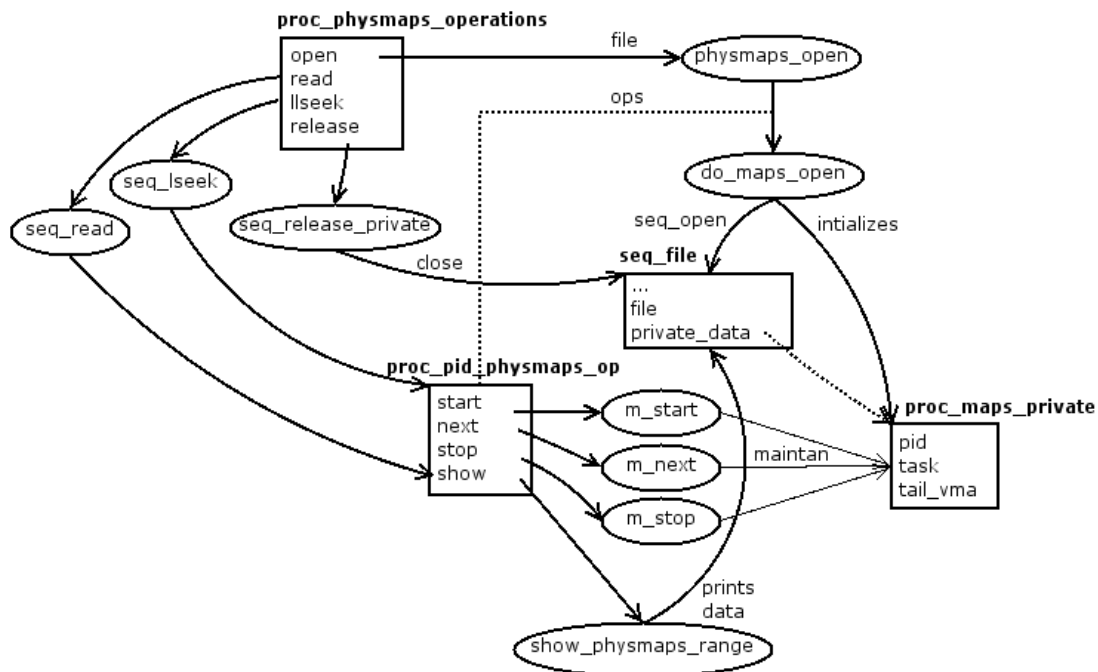 proc_physmaps_operations
open
read
llseek
release
file
physmaps_open
ops
seq_lseek
do_maps_open
seq_read
seq_release_private
seq_open
intializes
close
seq_file
...
file
private_data
proc_pid_physmaps_op
start
next
stop
show
m_start
m_next
m_stop
maintan
proc_maps_private
pid
task
tail_vma
prints
data
show_physmaps_range